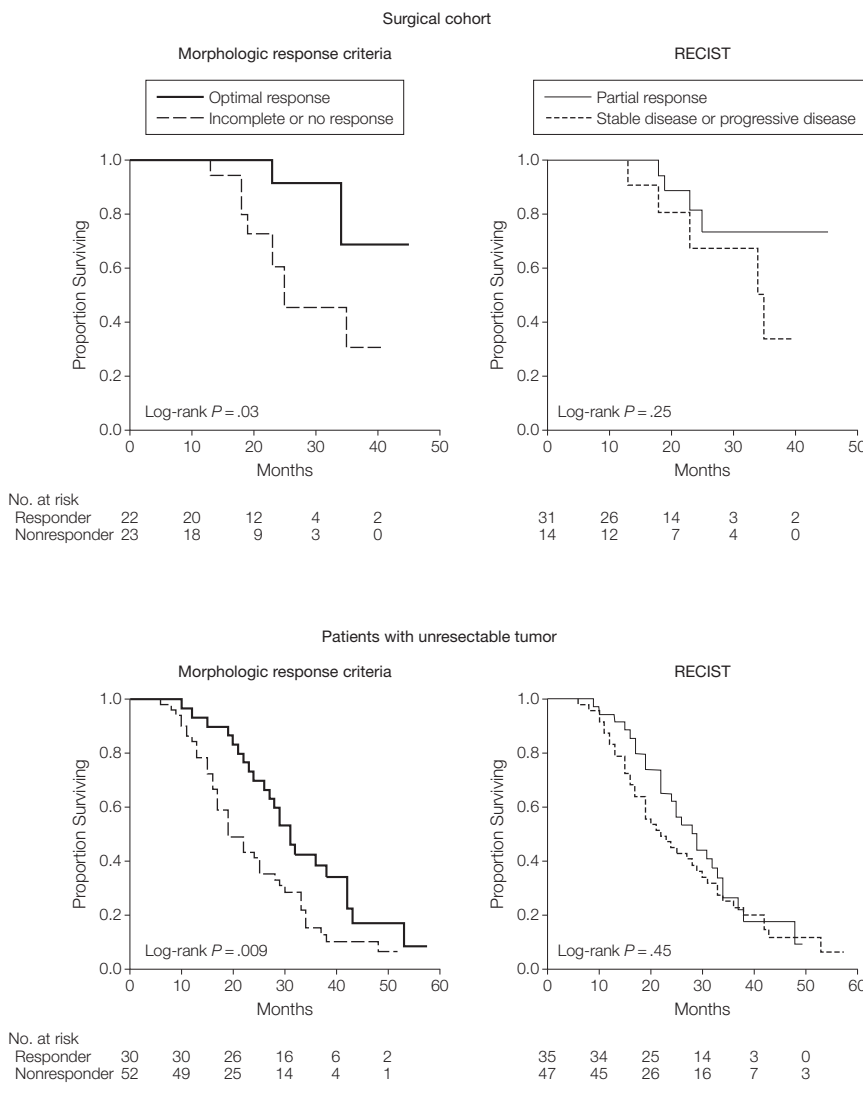 Surgical cohort
Morphologic response criteria
Optimal response
Incomplete or no response
1.0
0.8
0.6
0.4
0.2
0.0
Proportion Surviving
Log-rank P = .03
0 10 20 30 40 50
Months
RECIST
Partial response
Stable disease or progressive disease
1.0
0.8
0.6
0.4
0.2
0.0
Proportion Surviving
Log-rank P = .25
0 10 20 30 40 50
Months
No. at risk
Responder 22 20 12 4 2 31 26 14 3 2
Nonresponder 23 18 9 3 0 14 12 7 4 0
Patients with unresectable tumor
Morphologic response criteria
1.0
0.8
0.6
0.4
0.2
0.0
Proportion Surviving
Log-rank P = .009
0 10 20 30 40 50 60
Months
RECIST
1.0
0.8
0.6
0.4
0.2
0.0
Proportion Surviving
Log-rank P = .45
0 10 20 30 40 50 60
Months
No. at risk
Responder 30 30 26 16 6 2 35 34 25 14 3 0
Nonresponder 52 49 25 14 4 1 47 45 26 16 7 3